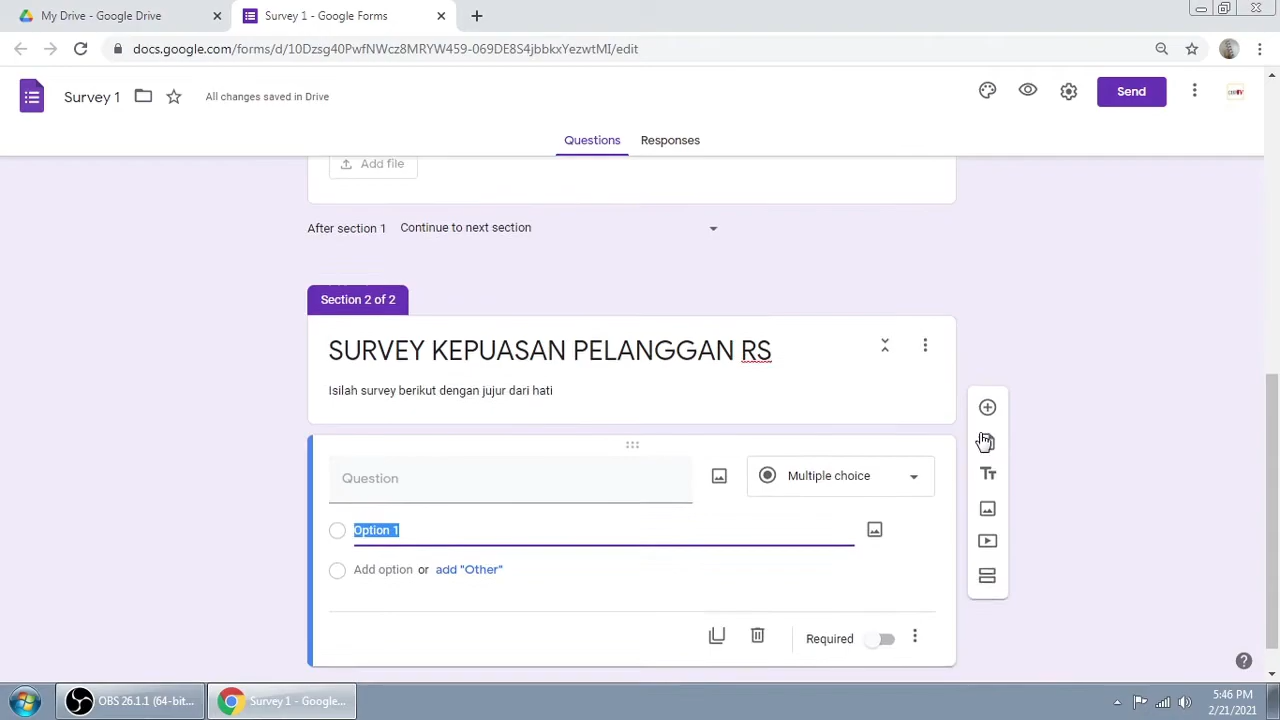 My Drive - Google Drive
Survey 1 - Google Forms
docs.google.com/forms/d/10Dzsg40PwfNWcz8MRYW459-069DE8S4jbbkxYezwtMI/edit
Survey 1
All changes saved in Drive
Send
Questions
Responses
Add file
After section 1
Continue to next section
Section 2 of 2
SURVEY KEPUASAN PELANGGAN RS
Isilah survey berikut dengan jujur dari hati
Question
Multiple choice
Option 1
Add option or add "Other"
Tт
Required
OBS 26.1.1 (64-bit...
Survey 1 - Google...
5:46 PM
2/21/2021